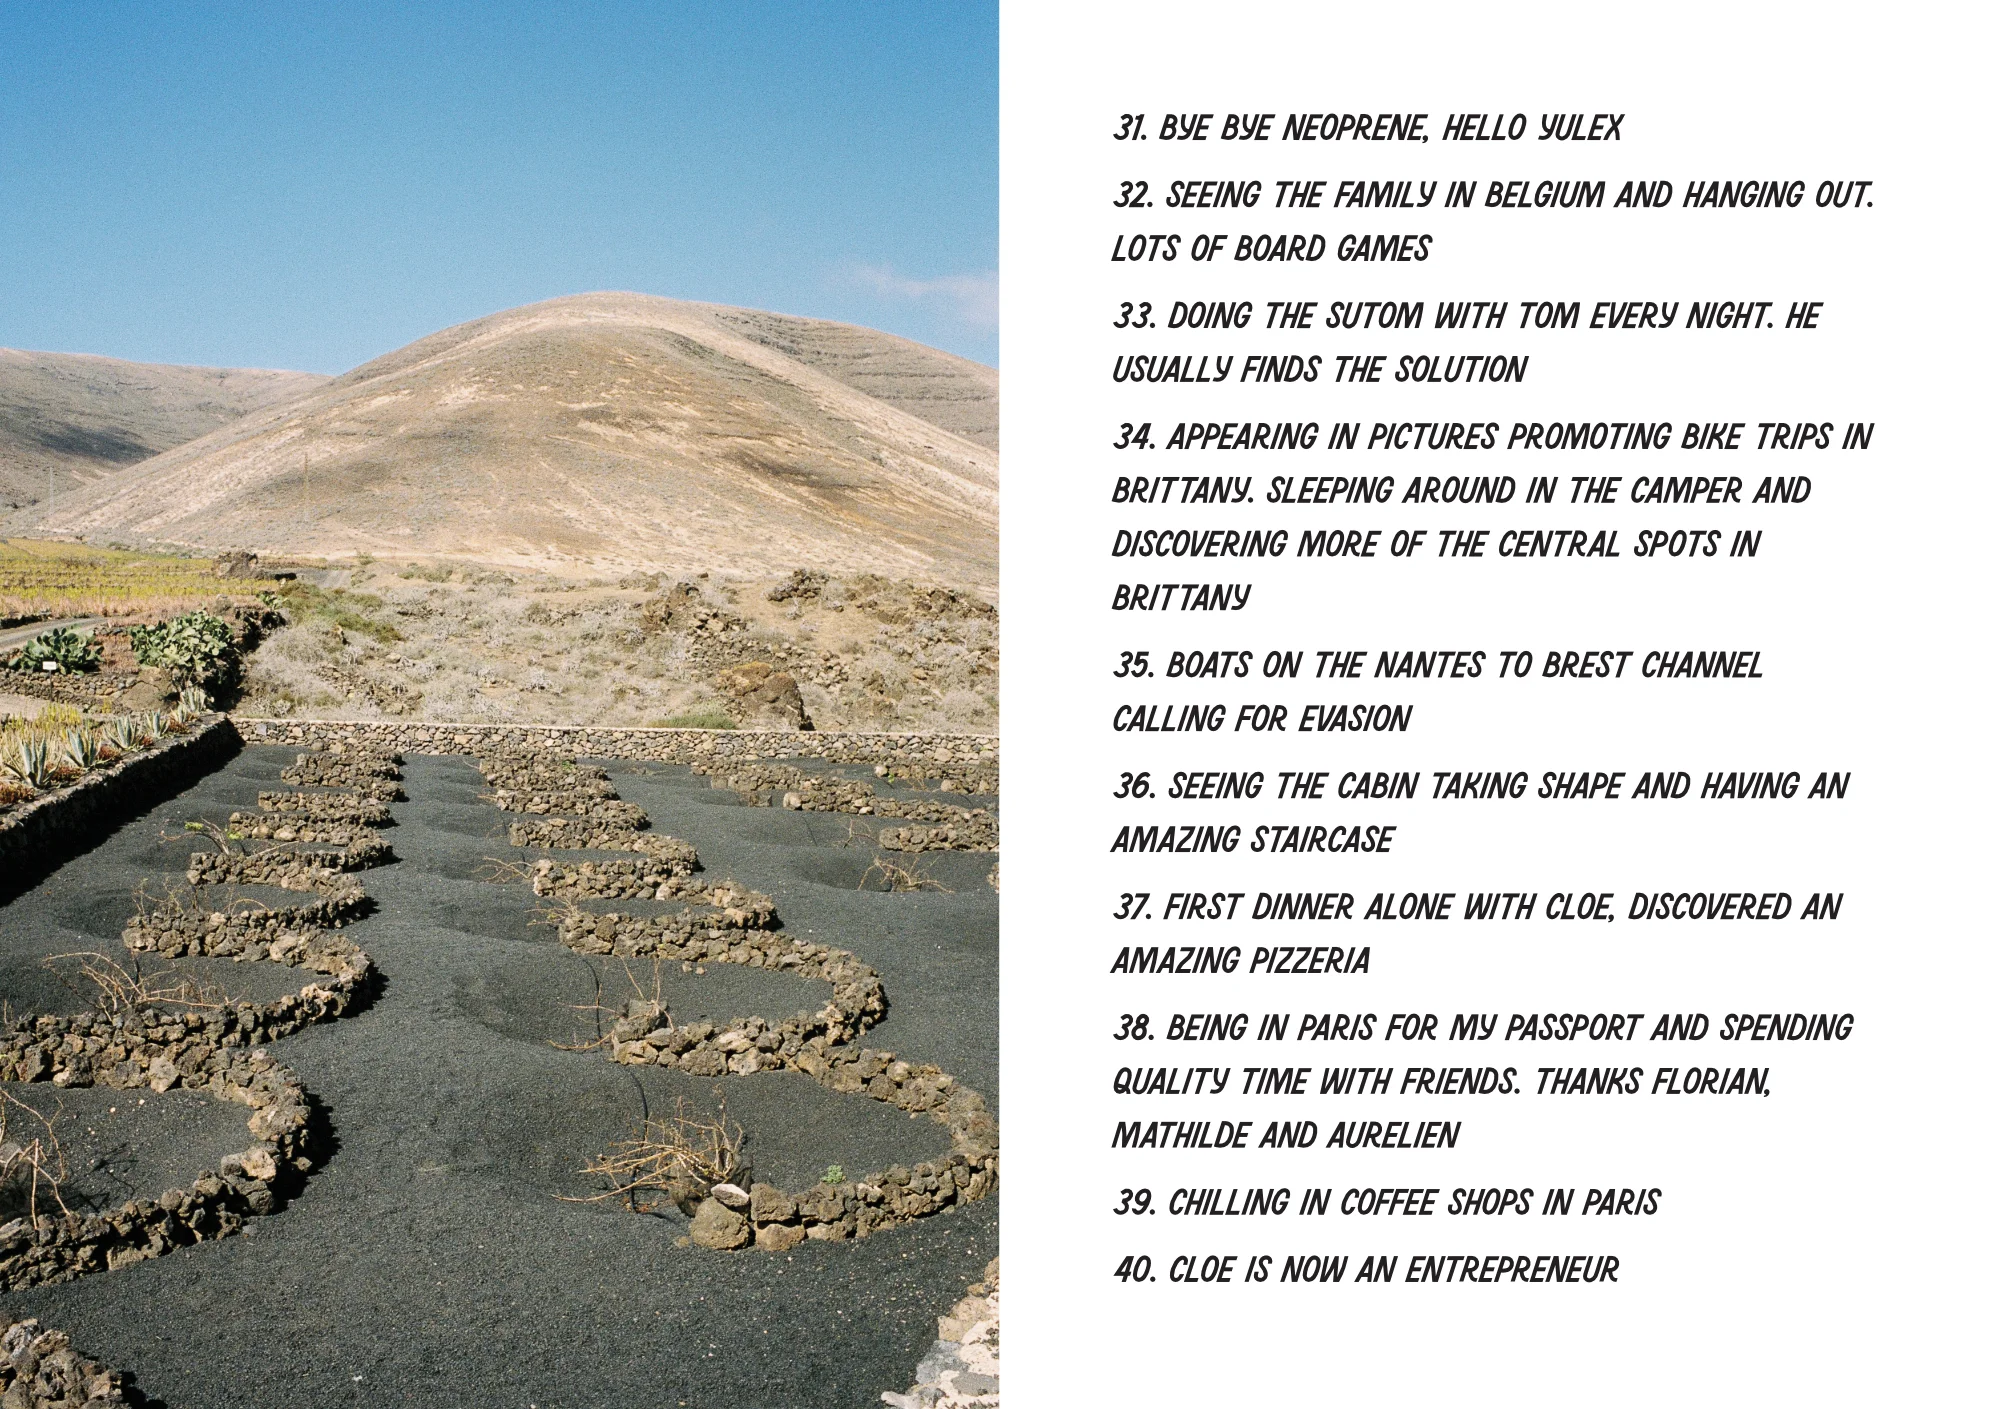 31. BYE BYE NEOPRENE, HELLO YULEX
32. SEEING THE FAMILY IN BELGIUM AND HANGING OUT.
LOTS OF BOARD GAMES
33. DOING THE SUTOM WITH TOM EVERY NIGHT. HE
USUALLY FINDS THE SOLUTION
34. APPEARING IN PICTURES PROMOTING BIKE TRIPS IN
BRITTANY. SLEEPING AROUND IN THE CAMPER AND
DISCOVERING MORE OF THE CENTRAL SPOTS IN
BRITTANY
35. BOATS ON THE NANTES TO BREST CHANNEL
CALLING FOR EVASION
36. SEEING THE CABIN TAKING SHAPE AND HAVING AN
AMAZING STAIRCASE
37. FIRST DINNER ALONE WITH CLOE, DISCOVERED AN
AMAZING PIZZERIA
38. BEING IN PARIS FOR MY PASSPORT AND SPENDING
QUALITY TIME WITH FRIENDS. THANKS FLORIAN,
MATHILDE AND AURELIEN
39. CHILLING IN COFFEE SHOPS IN PARIS
40. CLOE IS NOW AN ENTREPRENEUR